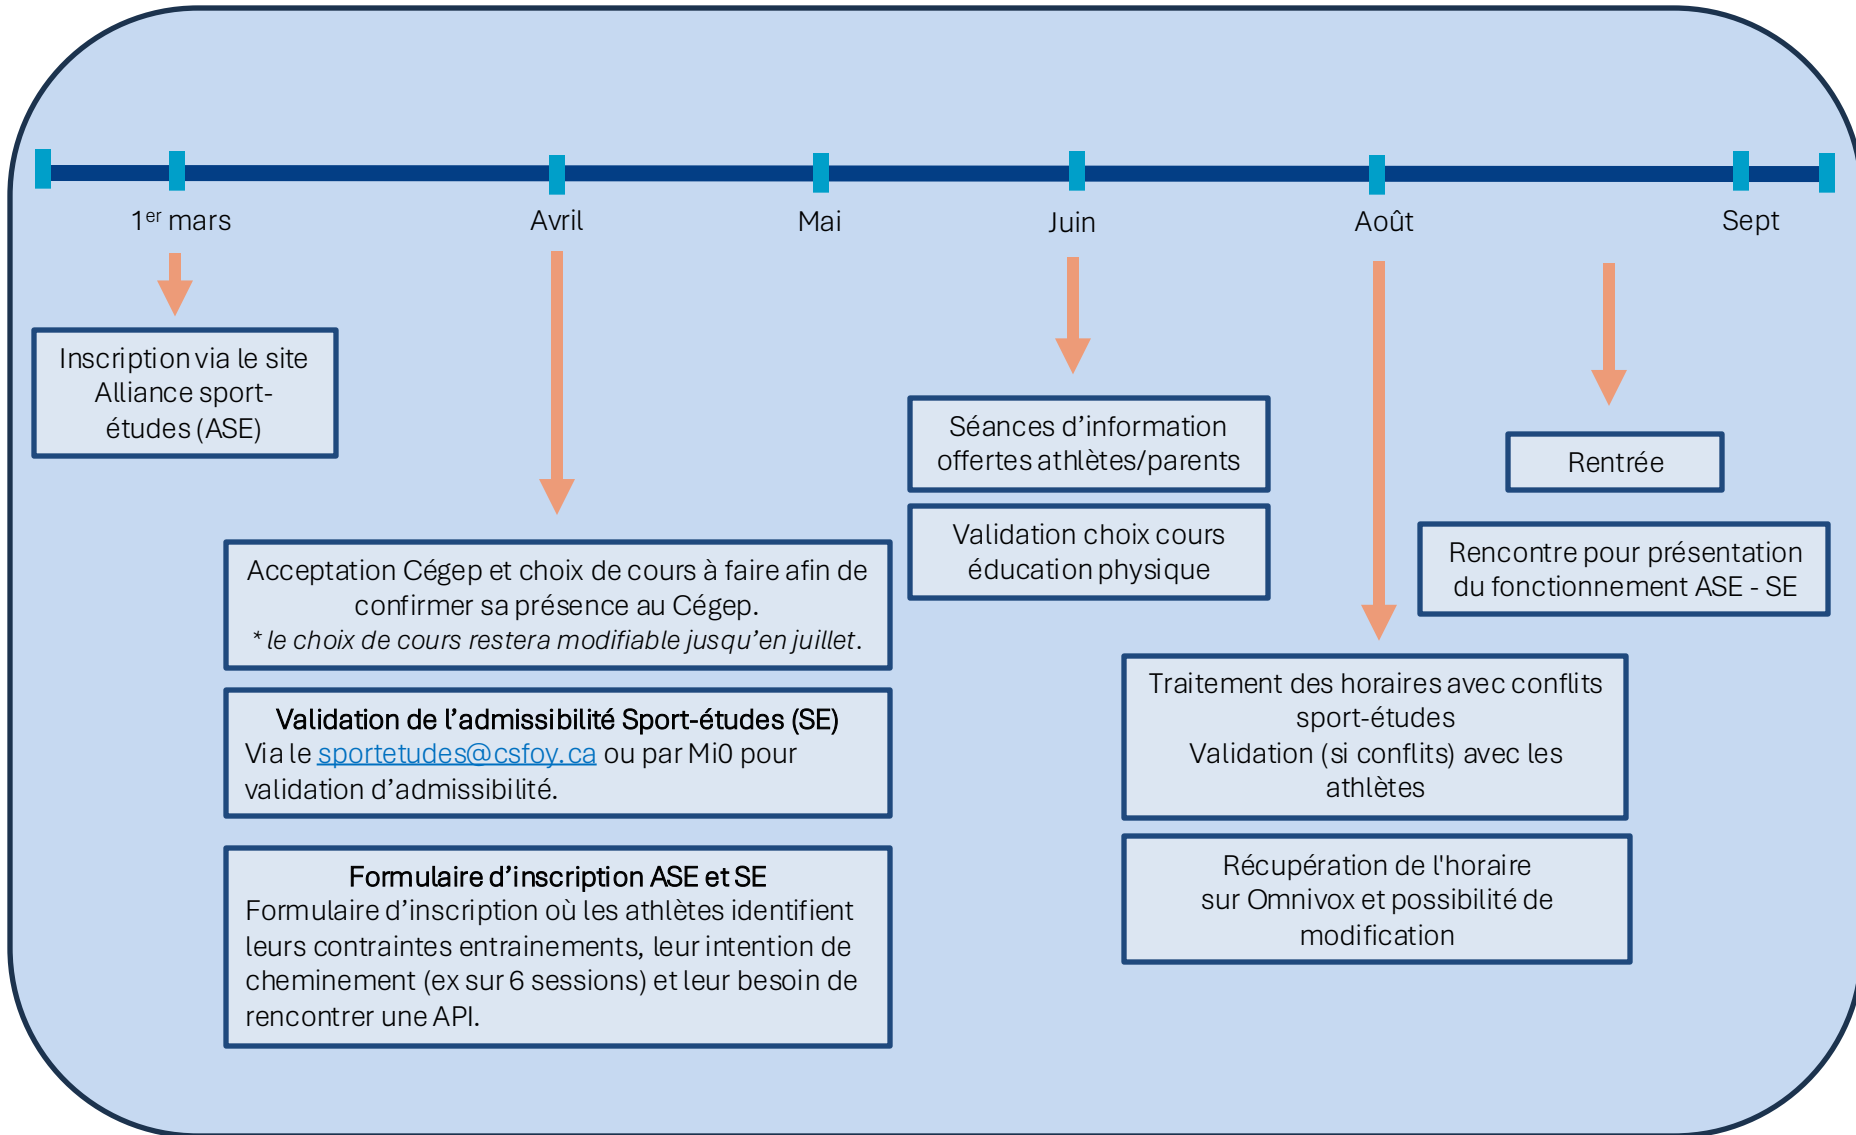 1er mars
Avril
Mai
Juin
Août
Sept
Inscription via le site
Alliance sport-
études (ASE)
Acceptation Cégep et choix de cours à faire afin de
confirmer sa présence au Cégep.
* le choix de cours restera modifiable jusqu'en juillet.
Validation de l'admissibilité Sport-études (SE)
Via le sportetudes@csfoy.ca ou par Mi0 pour
validation d'admissibilité.
Formulaire d'inscription ASE et SE
Formulaire d'inscription où les athlètes identifient
leurs contraintes entrainements, leur intention de
cheminement (ex sur 6 sessions) et leur besoin de
rencontrer une API.
Séances d'information
offertes athlètes/parents
Validation choix cours
éducation physique
Traitement des horaires avec conflits
sport-études
Validation (si conflits) avec les
athlètes
Récupération de l'horaire
sur Omnivox et possibilité de
modification
Rentrée
Rencontre pour présentation
du fonctionnement ASE - SE